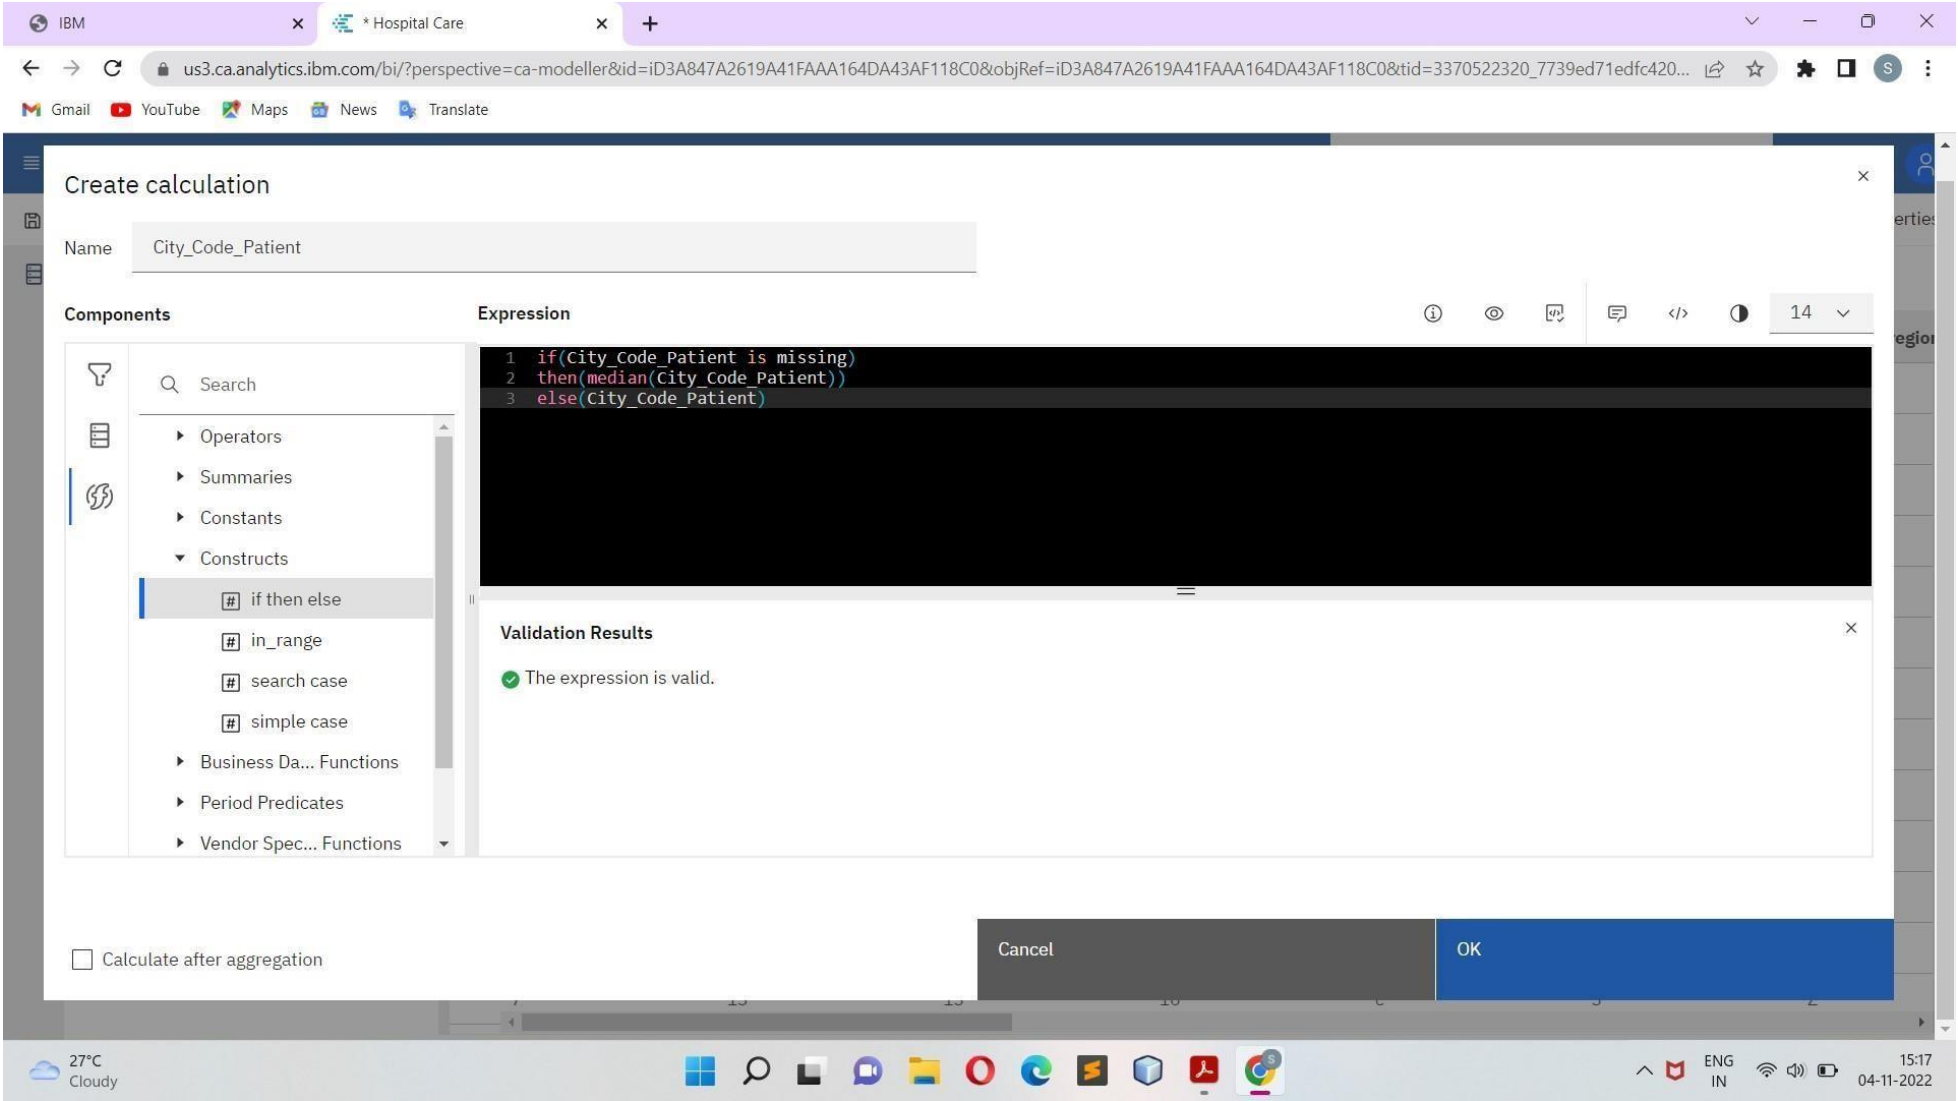 IBM
* Hospital Care
us3.ca.analytics.ibm.com/bi/?perspective=ca-modeller&id=iD3A847A2619A41FAAA164DA43AF118C0&objRef=iD3A847A2619A41FAAA164DA43AF118C0&tid=3370522320_7739ed71edfc420...
S
Gmail YouTube Maps News Translate
Create calculation
erties
Name City_Code_Patient
Components
Expression
14
region
1 if(City_Code_Patient is missing)
2 then(median(City_Code_Patient))
3 else(City_Code_Patient)
Search
Operators
Summaries
Constants
Constructs
# if then else
# in_range
# search case
# simple case
Business Da... Functions
Period Predicates
Vendor Spec... Functions
Validation Results
The expression is valid.
Calculate after aggregation
Cancel
OK
27°C
Cloudy
S
ENG
IN
15:17
04-11-2022